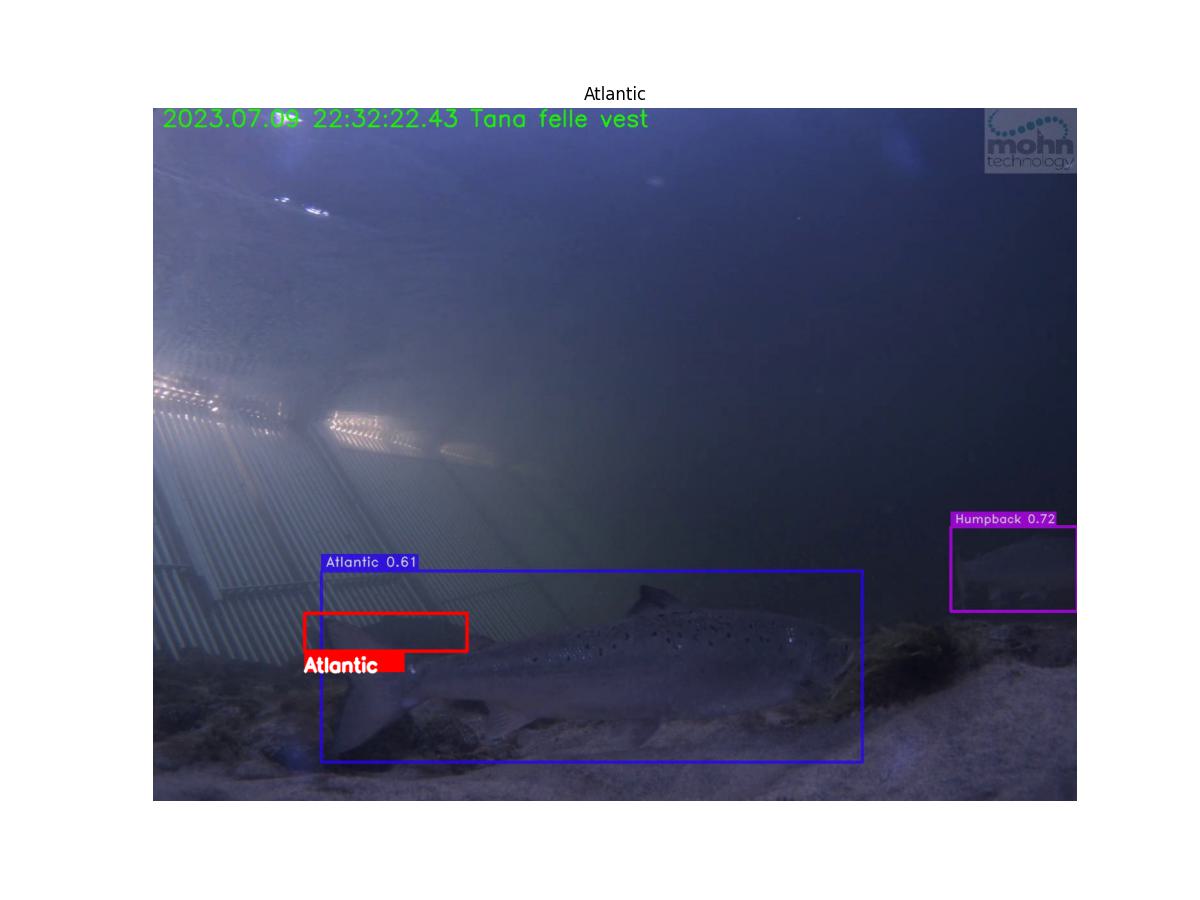 Atlantic
2023.07.09 22:32:22.43 Tana felle vest
mohn
technology
Humpback 0.72
Atlantic 0.61
Atlantic